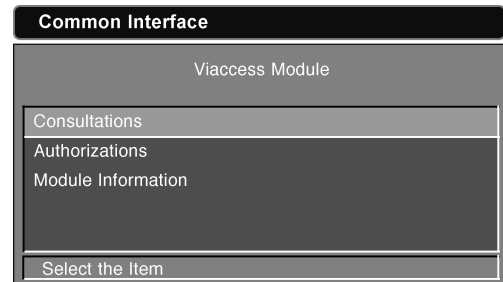 Common Interface
Viaccess Module
Consultations
Authorizations
Module Information
Select the Item